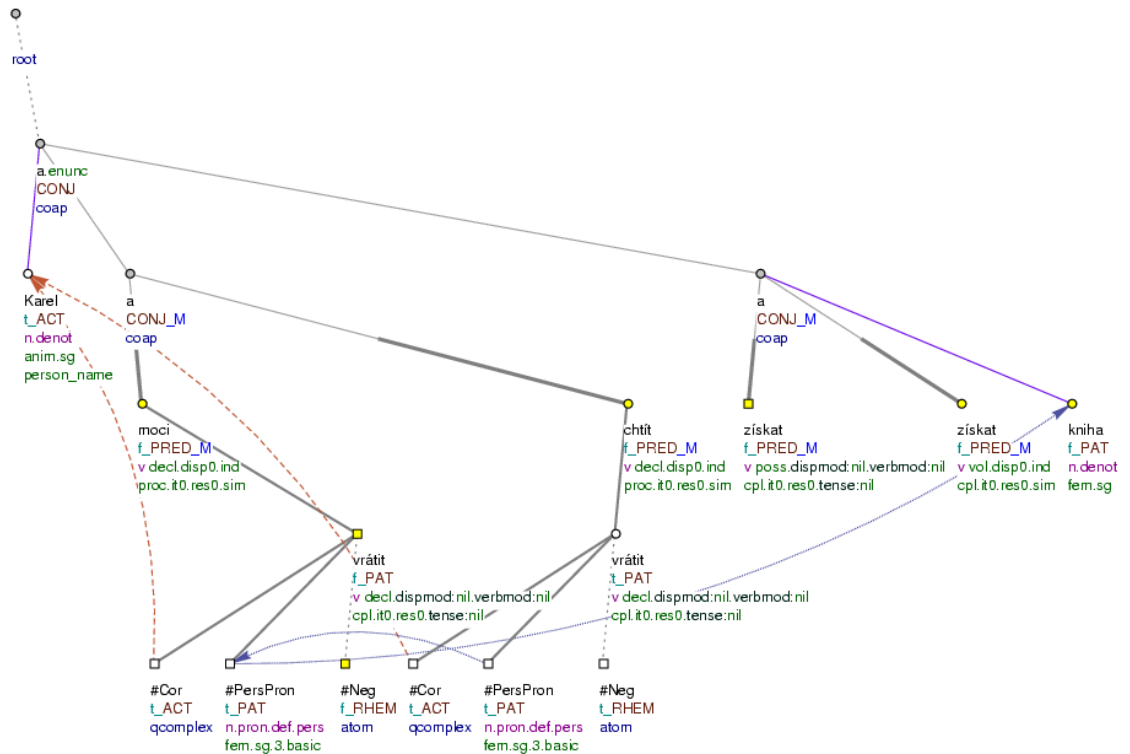 root
a.enunc
CONJ
coap
Karel
t_ACT
n.denot
anim.sg
person_name
a
CONJ_M
coap
a
CONJ_M
coap
moci
f_PRED_M
v decl.disp0.ind
proc.it0.res0.sim
chtít
f_PRED_M
v decl.disp0.ind
proc.it0.res0.sim
získat
f_PRED_M
v poss.dispmod:nil.verbmod:nil
cpl.it0.res0.tense:nil
získat
f_PRED_M
v vol.disp0.ind
cpl.it0.res0.sim
kniha
f_PAT
n.denot
fem.sg
vrátit
f_PAT
v decl.dispmod:nil.verbmod:nil
cpl.it0.res0.tense:nil
vrátit
t_PAT
v decl.dispmod:nil.verbmod:nil
cpl.it0.res0.tense:nil
#Cor
t_ACT
qcomplex
#PersPron
t_PAT
n.pron.def.pers
fem.sg.3.basic
#Neg
f_RHEM
atom
#Cor
t_ACT
qcomplex
#PersPron
t_PAT
n.pron.def.pers
fem.sg.3.basic
#Neg
t_RHEM
atom